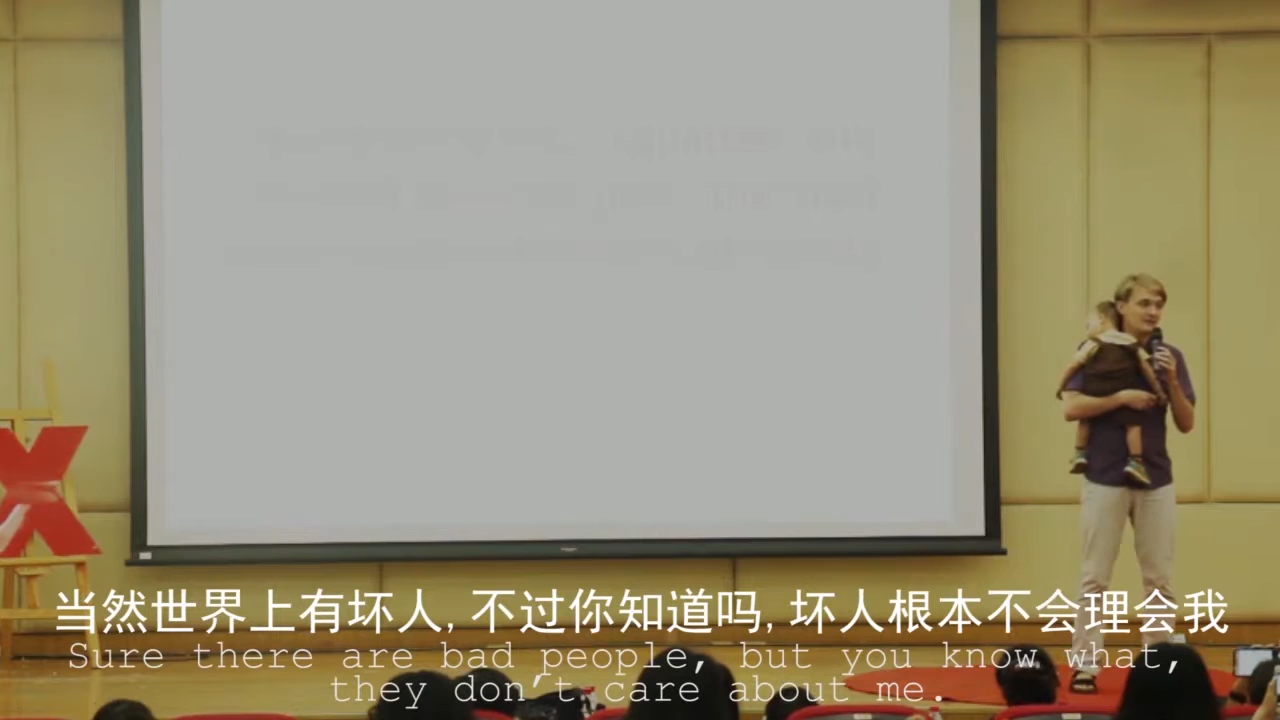 X
当然世界上有坏人,不过你知道吗,坏人根本不会理会我
Sure there are bad people, but you know what,
they don't care about me.